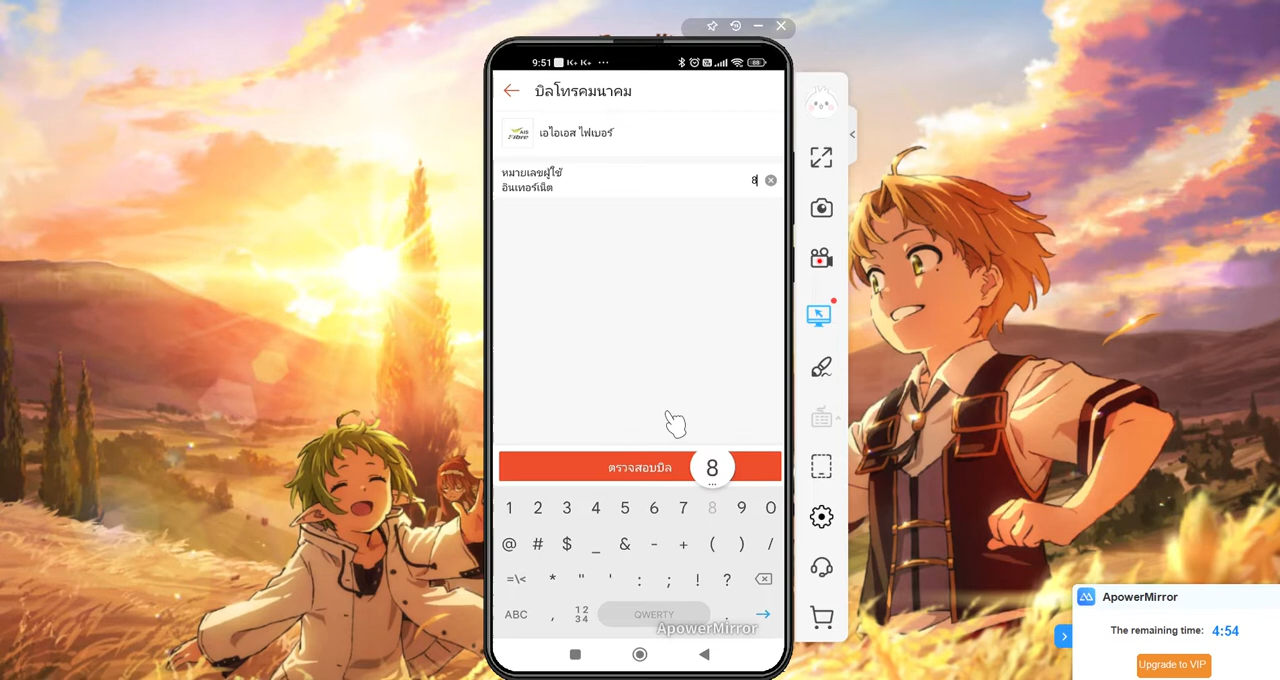 9:51 K+ K+ ...
88
บิลโทรคมนาคม
AIS Fibre
เอไอเอส ไฟเบอร์
หมายเลขผู้ใช้
อินเทอร์เน็ต
8
ตรวจสอบบิล
8
1 2 3 4 5 6 7 8 9 0
@ # $ _ & - + ( ) /
=\< * " ' : ; ! ?
ABC , 12 34 QWERTY .
ApowerMirror
ApowerMirror
The remaining time: 4:54
Upgrade to VIP